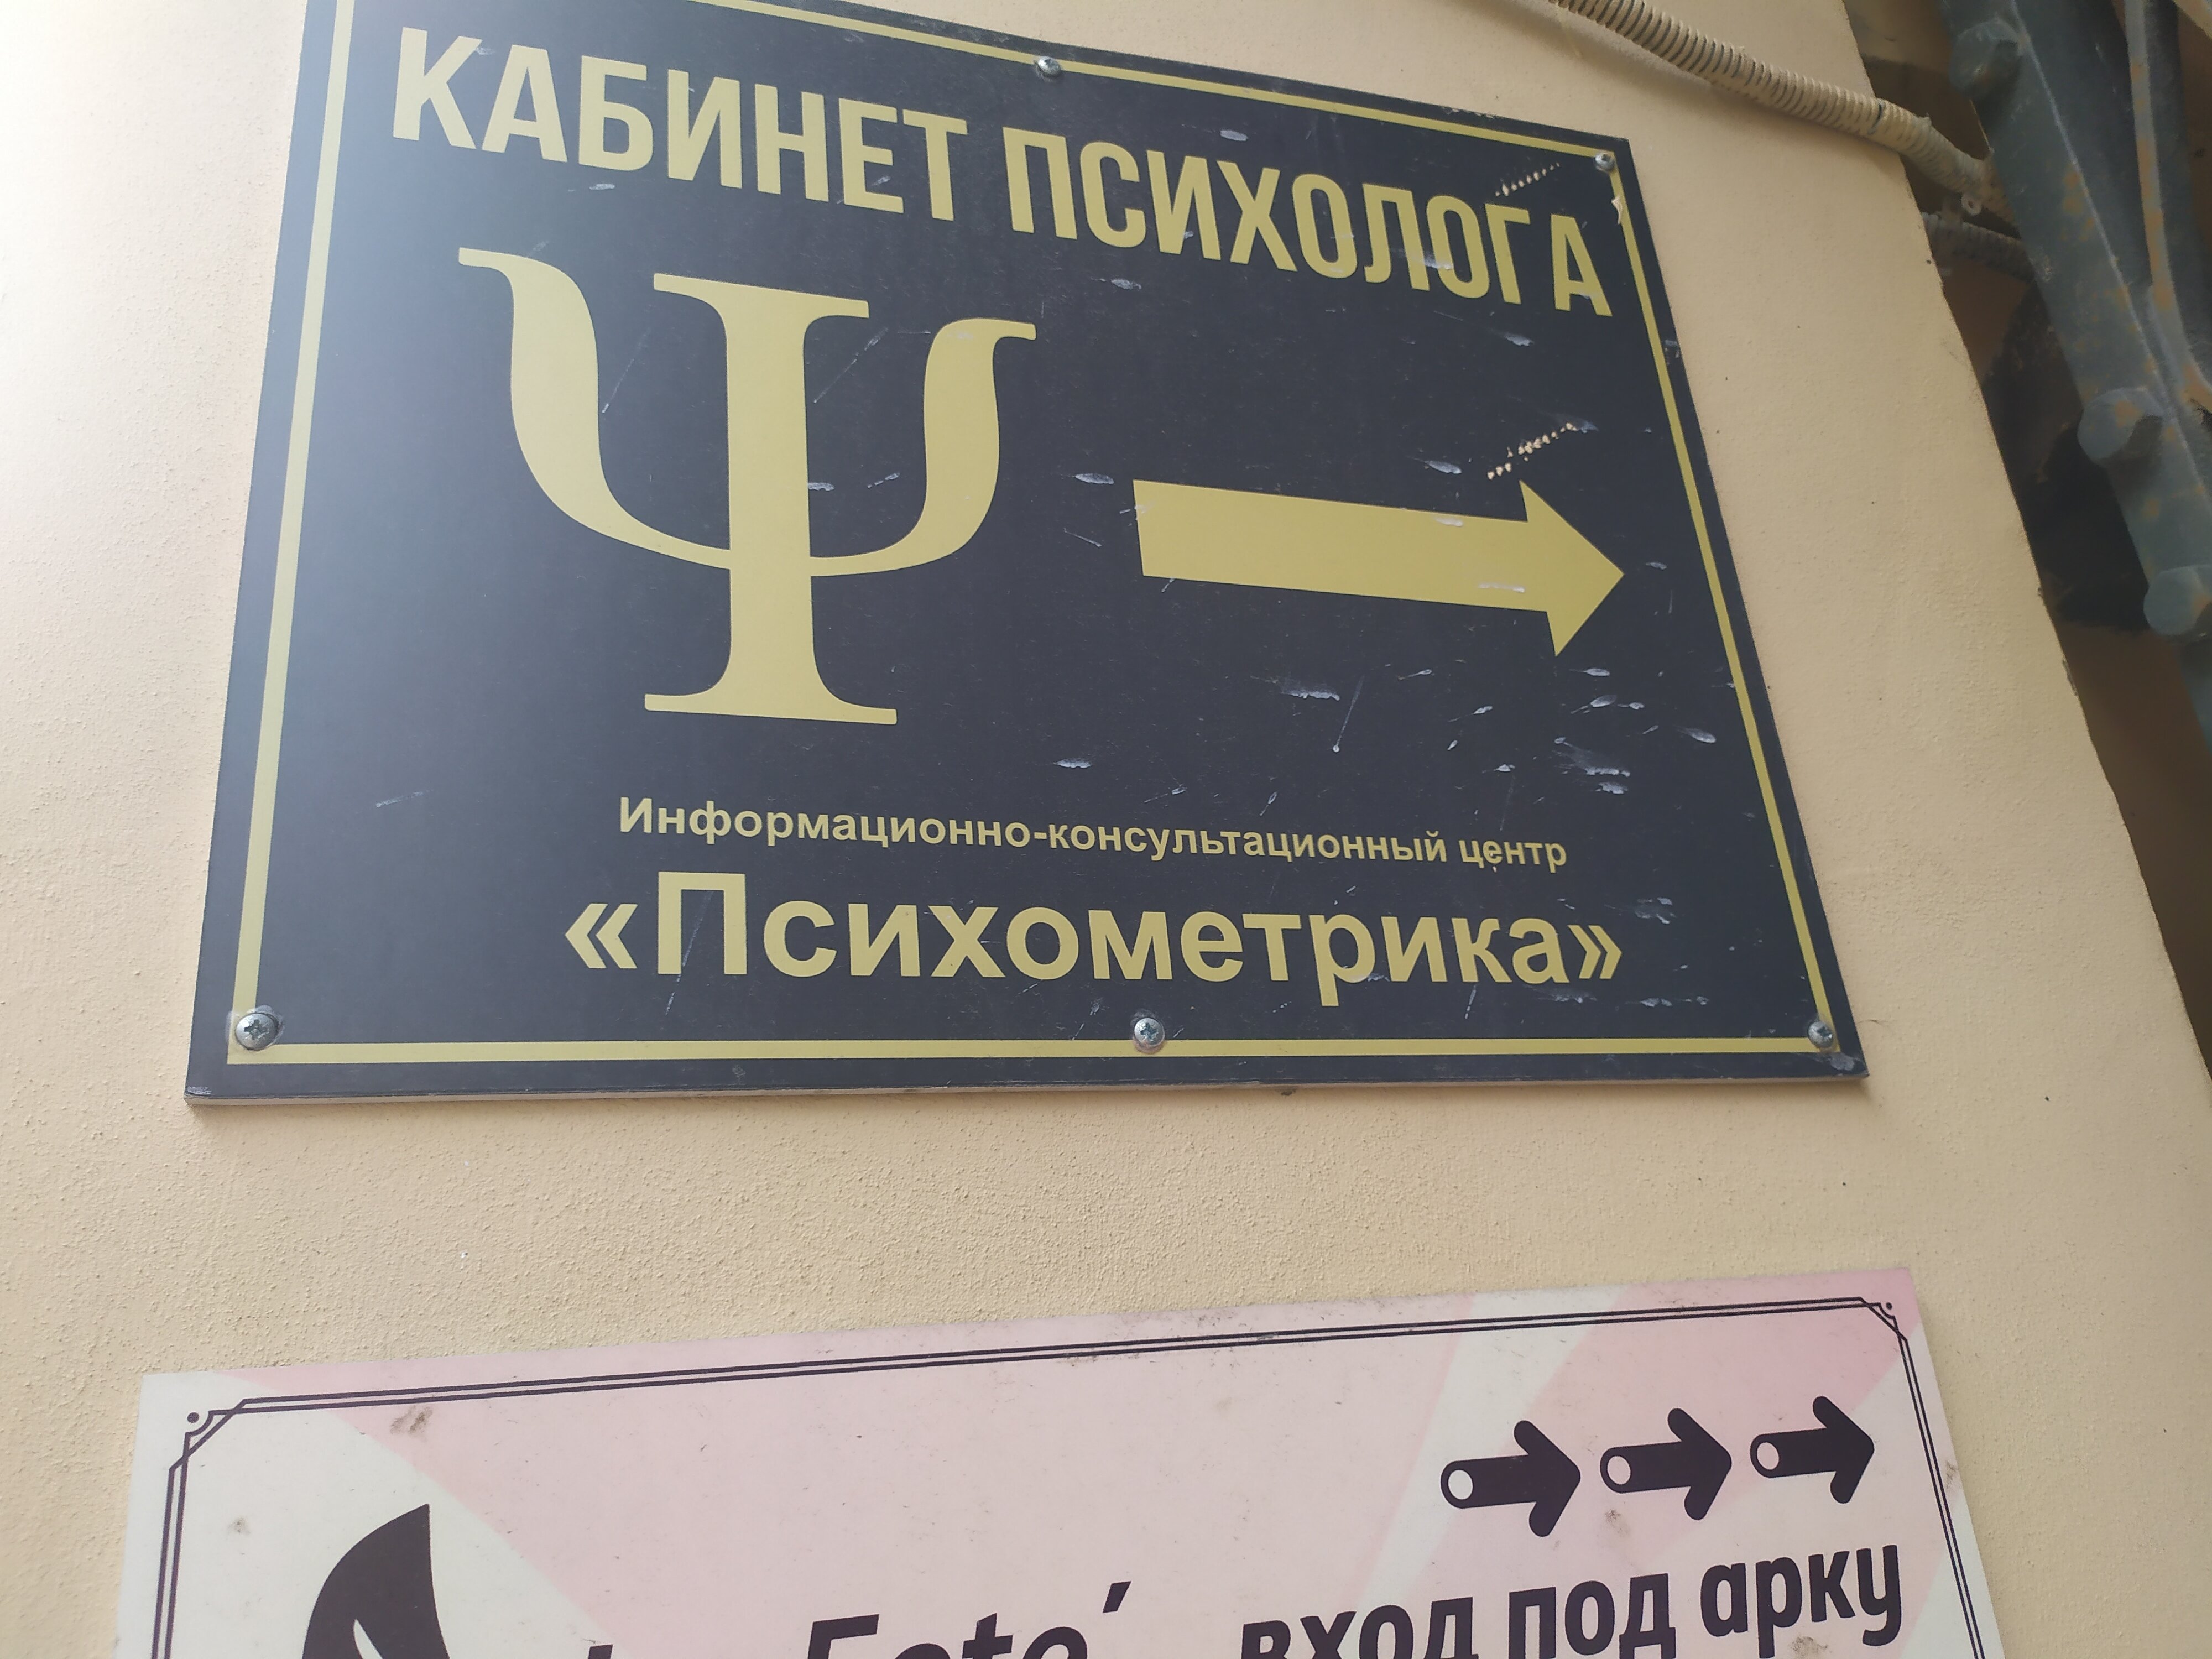 КАБИНЕТ ПСИХОЛОГА
Ψ
Информационно-консультационный центр
«Психометрика»
вход под арку